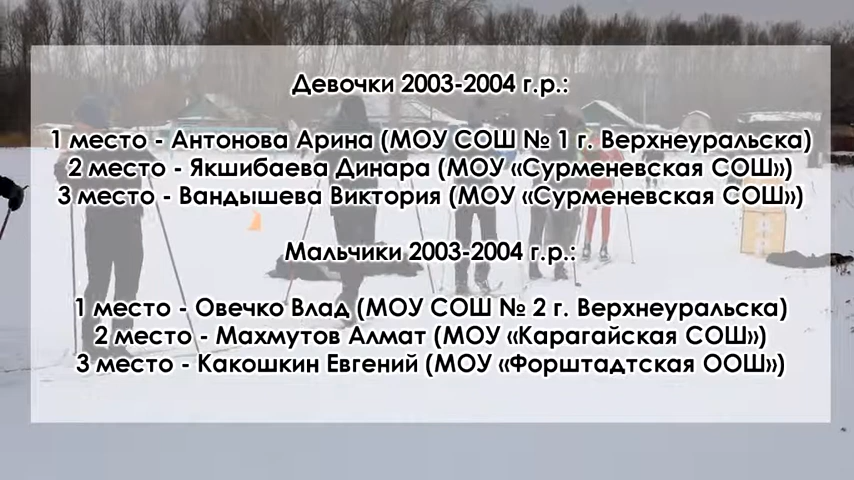 Девочки 2003-2004 г.р.:
1 место - Антонова Арина (МОУ СОШ № 1 г. Верхнеуральска)
2 место - Якшибаева Динара (МОУ «Сурменевская СОШ»)
3 место - Вандышева Виктория (МОУ «Сурменевская СОШ»)
Мальчики 2003-2004 г.р.:
1 место - Овечко Влад (МОУ СОШ № 2 г. Верхнеуральска)
2 место - Махмутов Алмат (МОУ «Карагайская СОШ»)
3 место - Какошкин Евгений (МОУ «Форштадтская ООШ»)